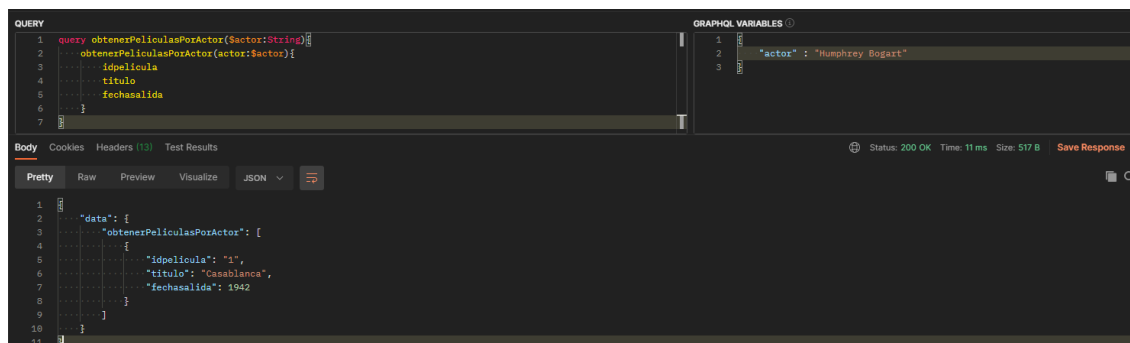 QUERY
1 query obtenerPeliculasPorActor($actor:String){
2 obtenerPeliculasPorActor(actor:$actor){
3 idpelicula
4 titulo
5 fechasalida
6 }
7 }
GRAPHQL VARIABLES
1 {
2 "actor" : "Humphrey Bogart"
3 }
Body Cookies Headers (13) Test Results
Status: 200 OK Time: 11 ms Size: 517 B Save Response
Pretty Raw Preview Visualize JSON
1 {
2 "data": {
3 "obtenerPeliculasPorActor": [
4 {
5 "idpelicula": "1",
6 "titulo": "Casablanca",
7 "fechasalida": 1942
8 }
9 ]
10 }
11 }